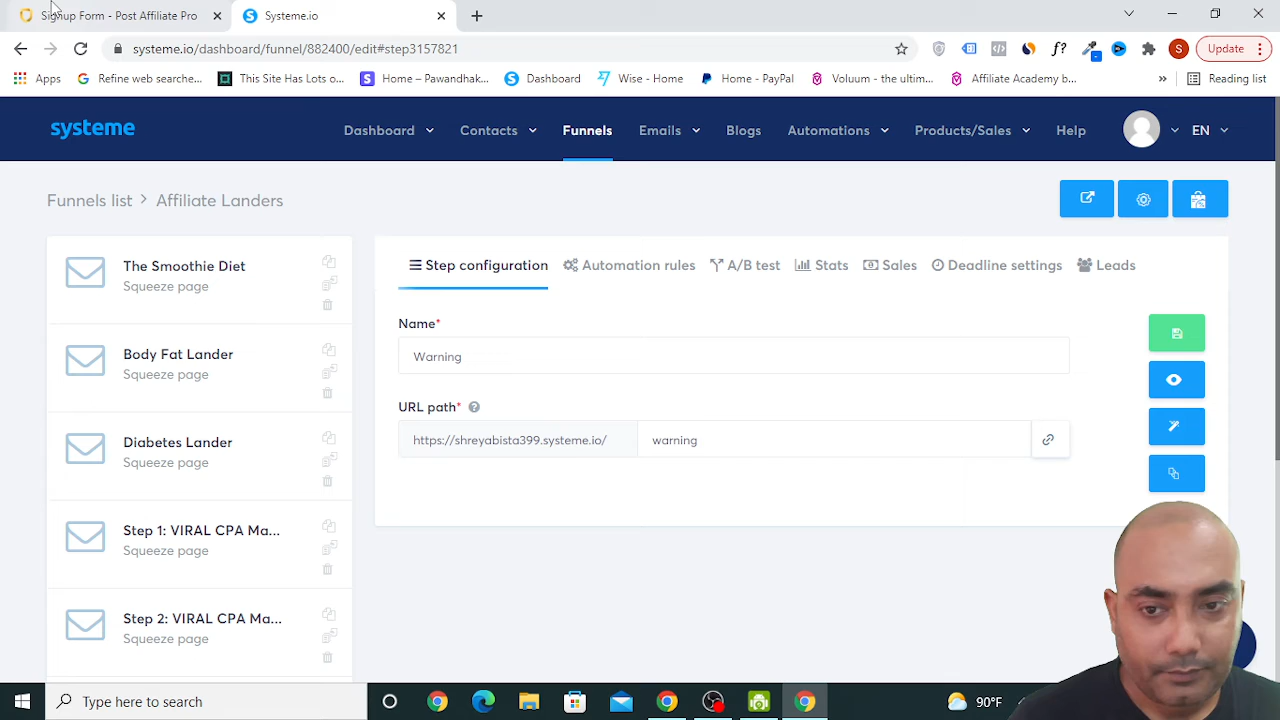 Signup Form - Post Affiliate Pro
Systeme.io
systeme.io/dashboard/funnel/882400/edit#step3157821
Update
Apps
Refine web searche...
This Site Has Lots o...
Home – Pawaridhak...
Dashboard
Wise - Home
Home - PayPal
Voluum - the ultim...
Affiliate Academy b...
»
Reading list
systeme
Dashboard
Contacts
Funnels
Emails
Blogs
Automations
Products/Sales
Help
EN
Funnels list > Affiliate Landers
The Smoothie Diet
Squeeze page
Body Fat Lander
Squeeze page
Diabetes Lander
Squeeze page
Step 1: VIRAL CPA Ma...
Squeeze page
Step 2: VIRAL CPA Ma...
Squeeze page
Step configuration
Automation rules
A/B test
Stats
Sales
Deadline settings
Leads
Name*
Warning
URL path*
https://shreyabista399.systeme.io/
warning
Type here to search
90°F